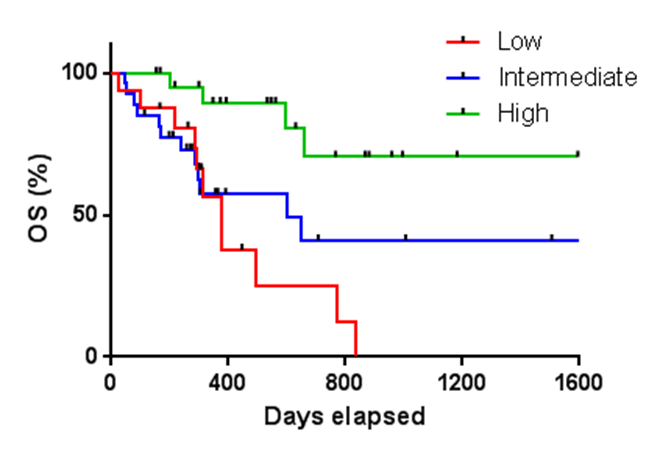 Low
Intermediate
High
100
50
0
OS (%)
0 400 800 1200 1600
Days elapsed